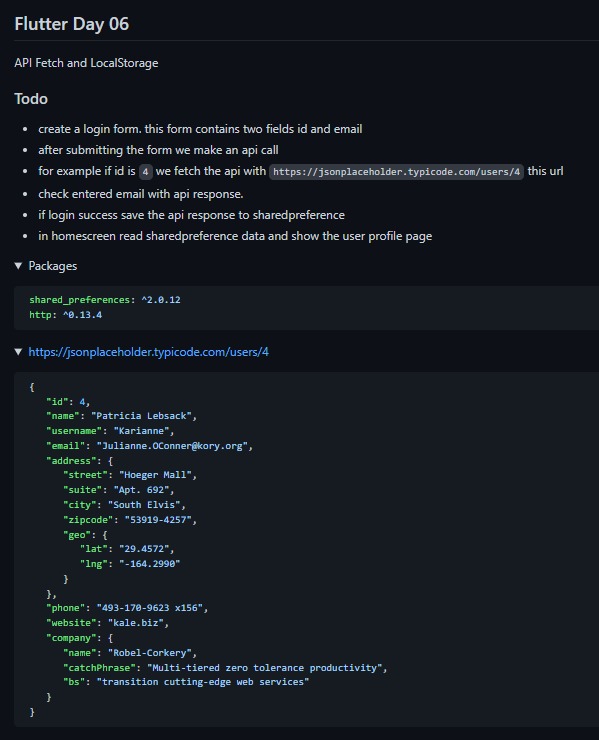 Flutter Day 06
API Fetch and LocalStorage
Todo
• create a login form. this form contains two fields id and email
• after submitting the form we make an api call
• for example if id is 4 we fetch the api with https://jsonplaceholder.typicode.com/users/4 this url
• check entered email with api response.
• if login success save the api response to sharedpreference
• in homescreen read sharedpreference data and show the user profile page
▼ Packages
shared_preferences: ^2.0.12
http: ^0.13.4
▼ https://jsonplaceholder.typicode.com/users/4
{
"id": 4,
"name": "Patricia Lebsack",
"username": "Karianne",
"email": "Julianne.OConner@kory.org",
"address": {
"street": "Hoeger Mall",
"suite": "Apt. 692",
"city": "South Elvis",
"zipcode": "53919-4257",
"geo": {
"lat": "29.4572",
"lng": "-164.2990"
}
},
"phone": "493-170-9623 x156",
"website": "kale.biz",
"company": {
"name": "Robel-Corkery",
"catchPhrase": "Multi-tiered zero tolerance productivity",
"bs": "transition cutting-edge web services"
}
}